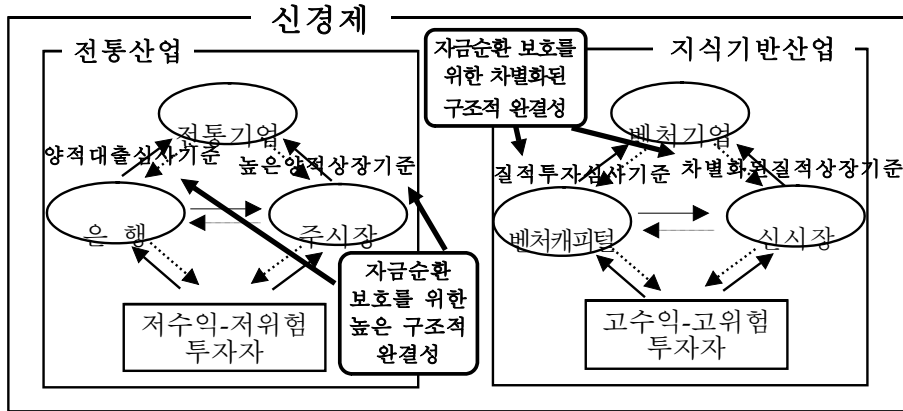 신경제
전통산업
자금순환 보호를
위한 차별화된
구조적 완결성
지식기반산업
전통기업
벤처기업
양적대출심사기준
높은양적상장기준
질적투자심사기준
차별화된질적상장기준
은 행
주시장
벤처캐피털
신시장
자금순환
보호를 위한
높은 구조적
완결성
저수익-저위험
투자자
고수익-고위험
투자자